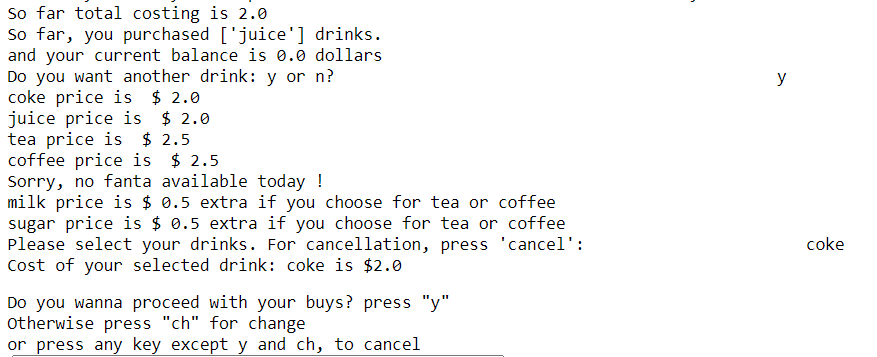 So far total costing is 2.0
So far, you purchased ['juice'] drinks.
and your current balance is 0.0 dollars
Do you want another drink: y or n? y
coke price is  $ 2.0
juice price is  $ 2.0
tea price is  $ 2.5
coffee price is  $ 2.5
Sorry, no fanta available today !
milk price is $ 0.5 extra if you choose for tea or coffee
sugar price is $ 0.5 extra if you choose for tea or coffee
Please select your drinks. For cancellation, press 'cancel': coke
Cost of your selected drink: coke is $2.0
Do you wanna proceed with your buys? press "y"
Otherwise press "ch" for change
or press any key except y and ch, to cancel